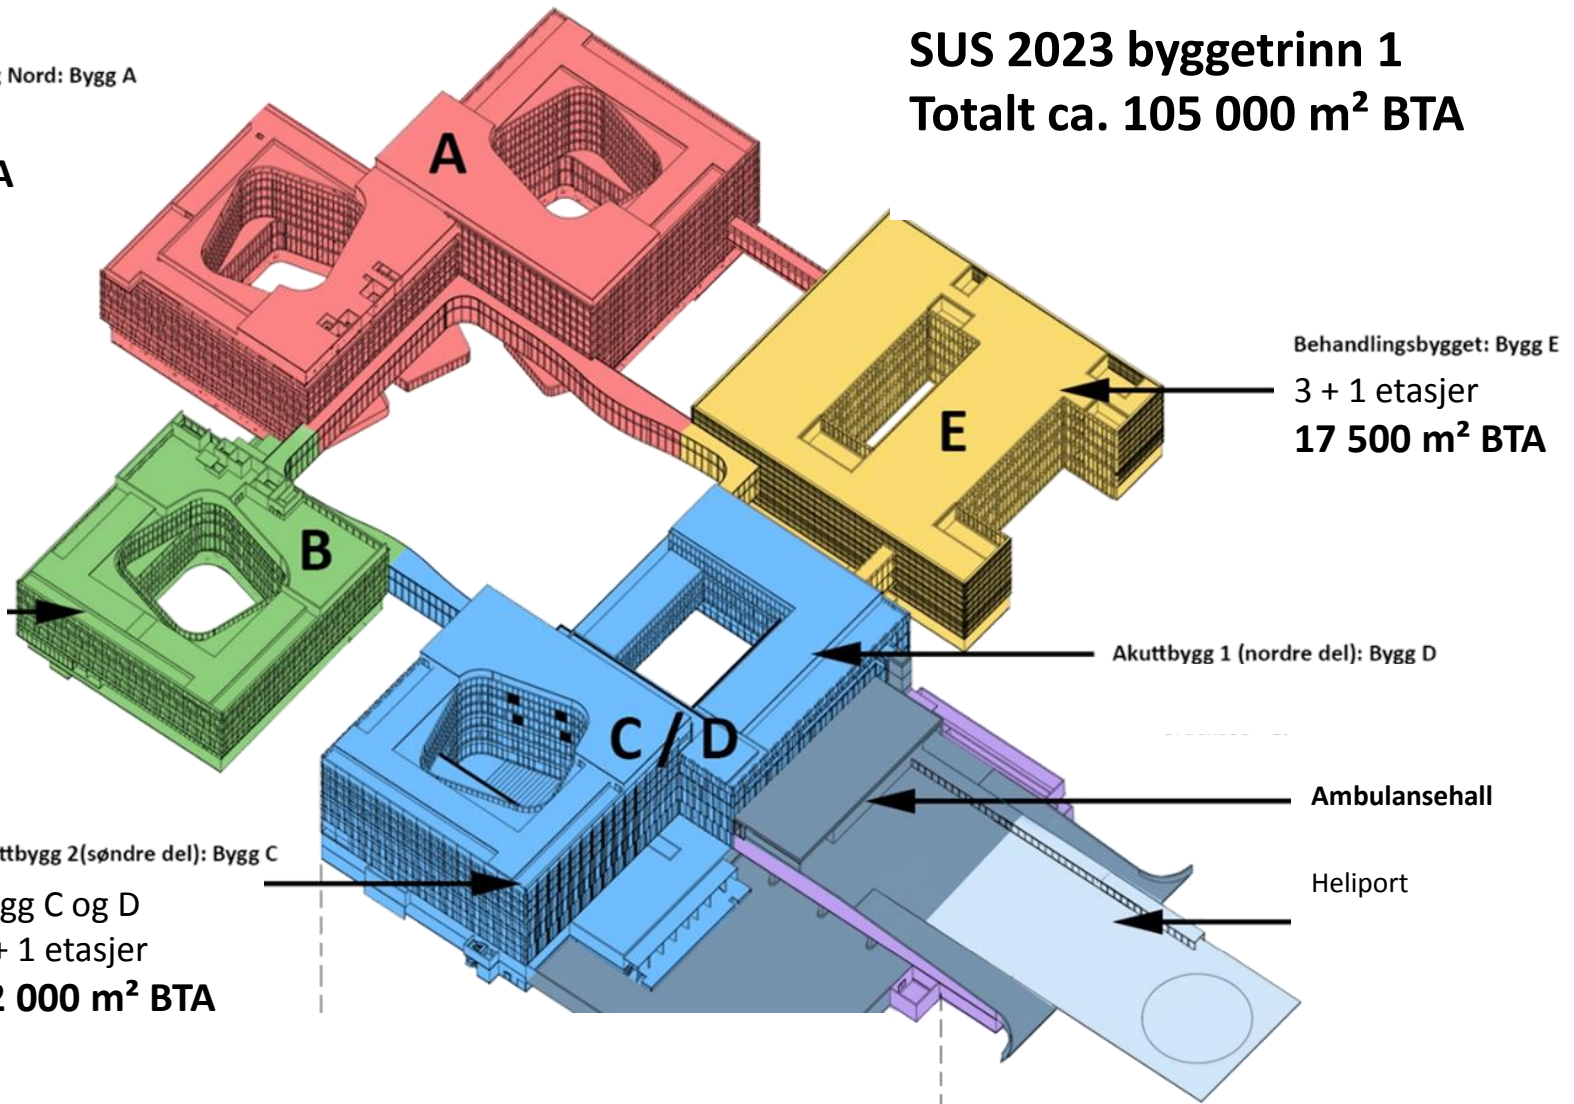 SUS 2023 byggetrinn 1
Totalt ca. 105 000 m² BTA
Nord: Bygg A
A
A
B
C / D
E
Behandlingsbygget: Bygg E
3 + 1 etasjer
17 500 m² BTA
Akuttbygg 1 (nordre del): Bygg D
Ambulansehall
Heliport
ttbygg 2(søndre del): Bygg C
gg C og D
+ 1 etasjer
2 000 m² BTA